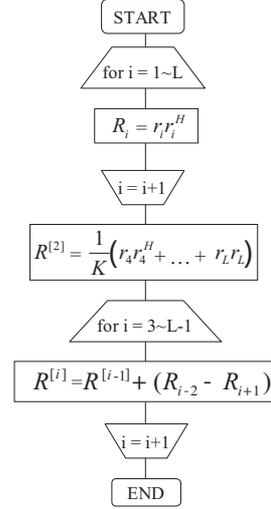 START
for i = 1~L
R_i = r_i r_i^H
i = i+1
R^[2] = 1/K (r_4 r_4^H + ... + r_L r_L)
for i = 3~L-1
R^[i] = R^[i-1] + (R_{i-2} - R_{i+1})
i = i+1
END